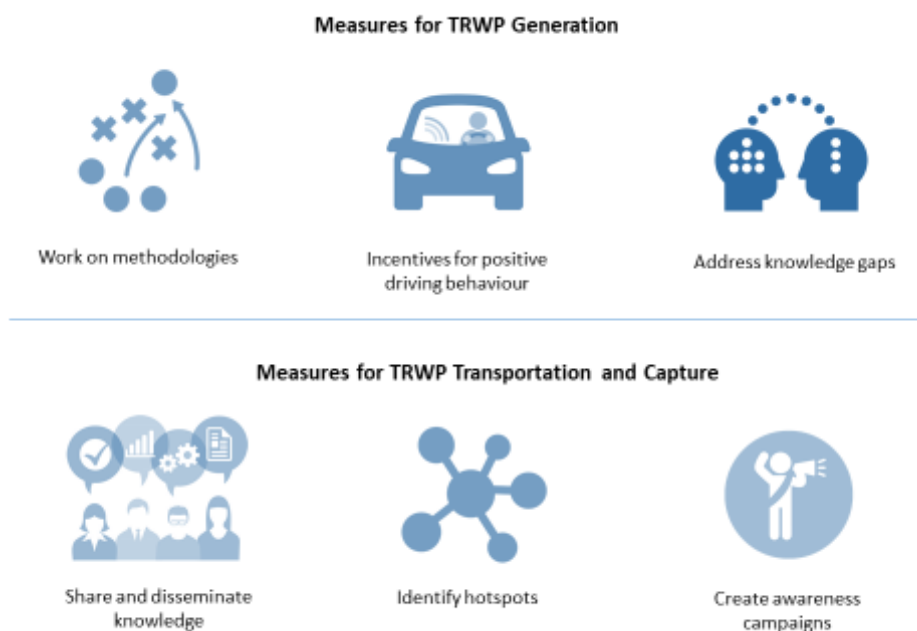 Measures for TRWP Generation
Work on methodologies
Incentives for positive
driving behaviour
Address knowledge gaps
Measures for TRWP Transportation and Capture
Share and disseminate
knowledge
Identify hotspots
Create awareness
campaigns